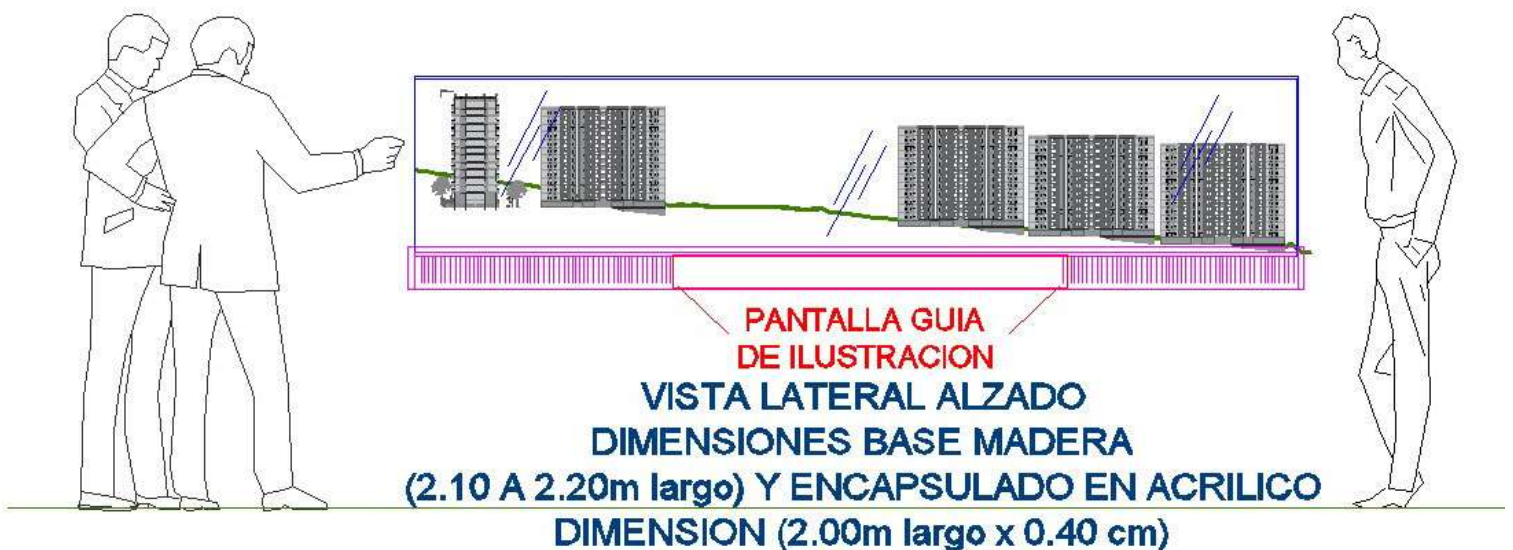 PANTALLA GUIA
DE ILUSTRACION
VISTA LATERAL ALZADO
DIMENSIONES BASE MADERA
(2.10 A 2.20m largo) Y ENCAPSULADO EN ACRILICO
DIMENSION (2.00m largo x 0.40 cm)